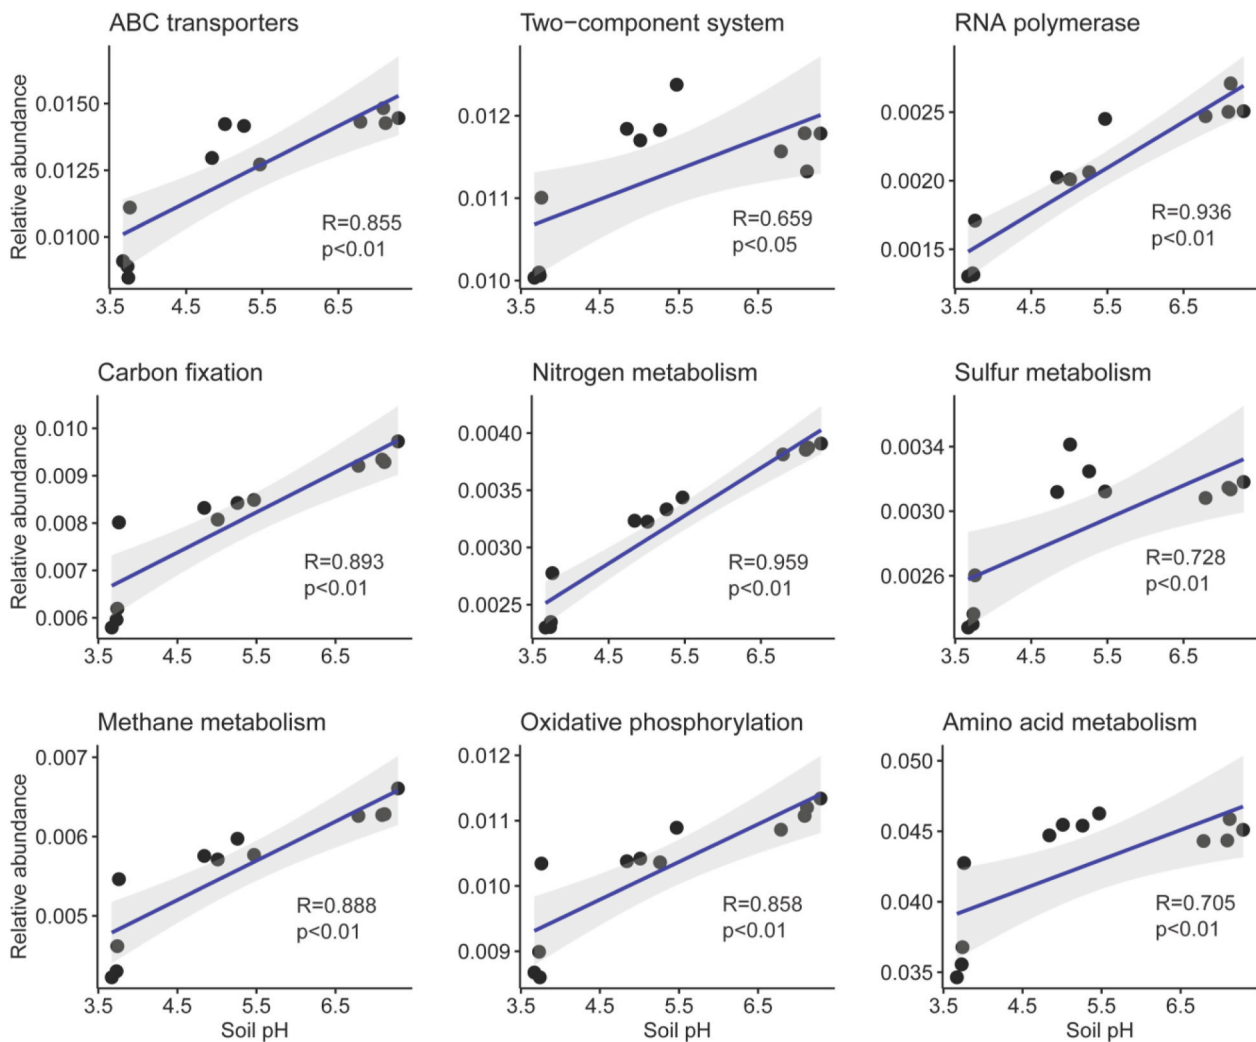 ABC transporters
Two−component system
RNA polymerase
Relative abundance
0.0150
0.0125
0.0100
R=0.855
p<0.01
3.5 4.5 5.5 6.5
0.012
0.011
0.010
R=0.659
p<0.05
3.5 4.5 5.5 6.5
0.0025
0.0020
0.0015
R=0.936
p<0.01
3.5 4.5 5.5 6.5
Carbon fixation
Nitrogen metabolism
Sulfur metabolism
Relative abundance
0.010
0.009
0.008
0.007
0.006
R=0.893
p<0.01
3.5 4.5 5.5 6.5
0.0040
0.0035
0.0030
0.0025
R=0.959
p<0.01
3.5 4.5 5.5 6.5
0.0034
0.0030
0.0026
R=0.728
p<0.01
3.5 4.5 5.5 6.5
Methane metabolism
Oxidative phosphorylation
Amino acid metabolism
Relative abundance
0.007
0.006
0.005
R=0.888
p<0.01
3.5 4.5 5.5 6.5
Soil pH
0.012
0.011
0.010
0.009
R=0.858
p<0.01
3.5 4.5 5.5 6.5
Soil pH
0.050
0.045
0.040
0.035
R=0.705
p<0.01
3.5 4.5 5.5 6.5
Soil pH